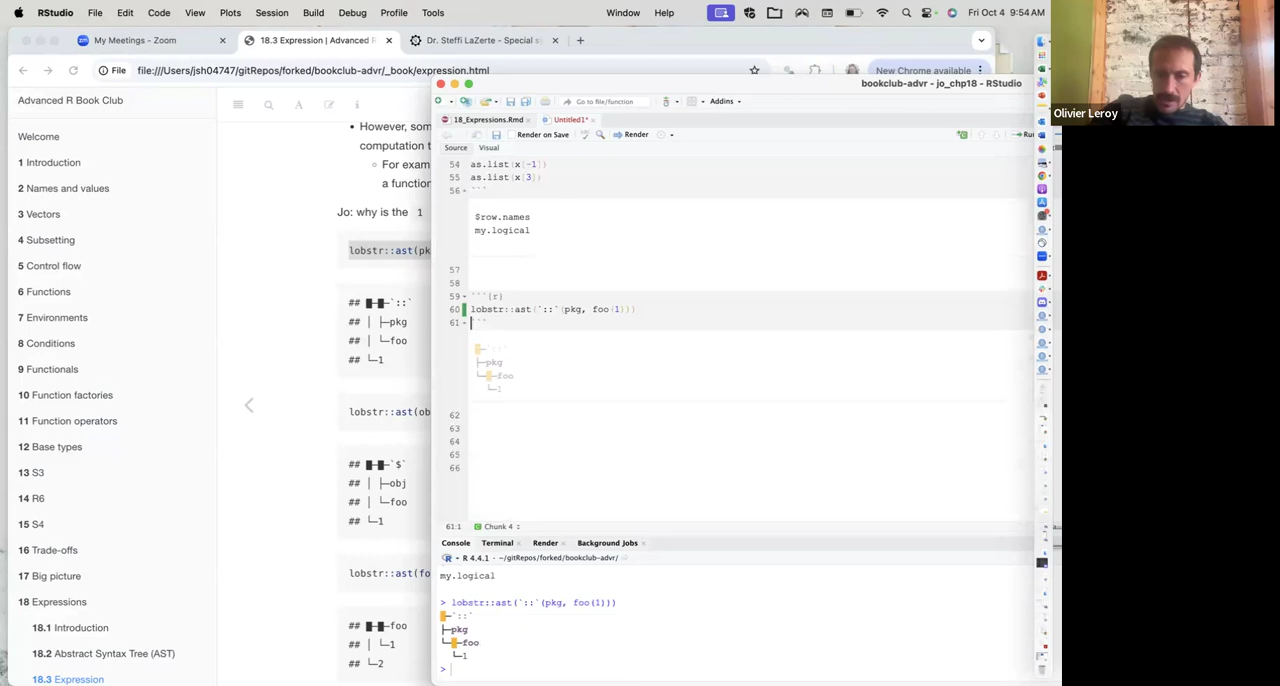 RStudio File Edit Code View Plots Session Build Debug Profile Tools Window Help Fri Oct 4 9:54 AM
My Meetings - Zoom
18.3 Expression | Advanced R
Dr. Steffi LaZerte - Special s
File file:///Users/jsh04747/gitRepos/forked/bookclub-advr/_book/expression.html
New Chrome available
Advanced R Book Club
Welcome
1 Introduction
2 Names and values
3 Vectors
4 Subsetting
5 Control flow
6 Functions
7 Environments
8 Conditions
9 Functionals
10 Function factories
11 Function operators
12 Base types
13 S3
14 R6
15 S4
16 Trade-offs
17 Big picture
18 Expressions
18.1 Introduction
18.2 Abstract Syntax Tree (AST)
18.3 Expression
However, som
computation t
For exam
a function
Jo: why is the 1
lobstr::ast(pk
## █─█─`::`
## │ ├─pkg
## │ └─foo
## └─1
lobstr::ast(ob
## █─█─`$`
## │ ├─obj
## │ └─foo
## └─1
lobstr::ast(fo
## █─█─foo
## │ └─1
## └─2
bookclub-advr - jo_chp18 - RStudio
Go to file/function
Addins
18_Expressions.Rmd
Untitled1*
Render on Save
Render
Run
Source Visual
54 as.list(x[-1])
55 as.list(x[3])
56 ```
$row.names
my.logical
57
58
59 ```{r}
60 lobstr::ast(`::`(pkg, foo(1)))
61 ```
█─`::`
├─pkg
└─█─foo
└─1
62
63
64
65
66
61:1 Chunk 4
Console Terminal Render Background Jobs
R 4.4.1 · ~/gitRepos/forked/bookclub-advr/
my.logical
> lobstr::ast(`::`(pkg, foo(1)))
█─`::`
├─pkg
└─█─foo
└─1
>
Olivier Leroy